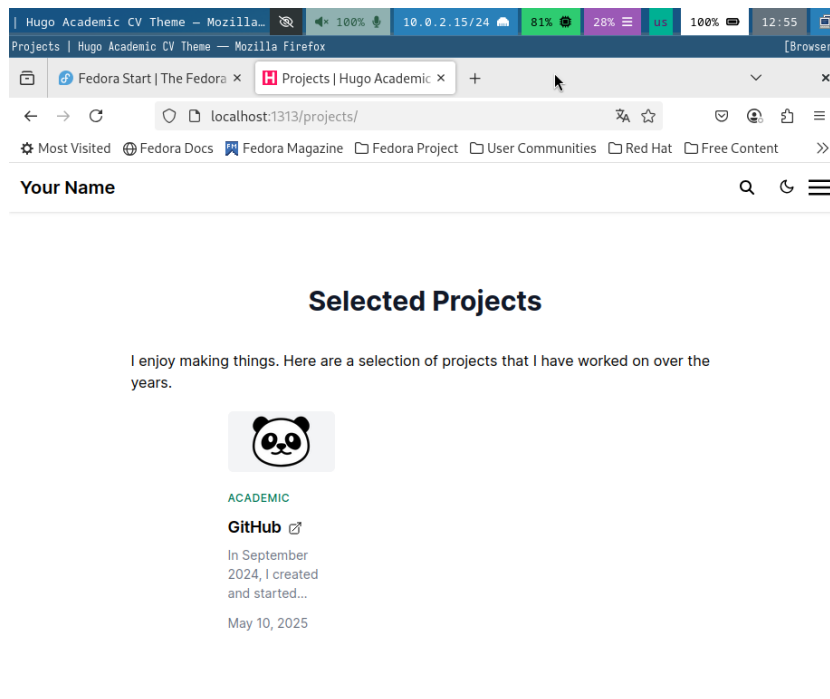 | Hugo Academic CV Theme — Mozilla… 100% 10.0.2.15/24 81% 28% us 100% 12:55
Projects | Hugo Academic CV Theme — Mozilla Firefox [Browser
Fedora Start | The Fedora × Projects | Hugo Academic × +
localhost:1313/projects/
Most Visited Fedora Docs Fedora Magazine Fedora Project User Communities Red Hat Free Content
Your Name
Selected Projects
I enjoy making things. Here are a selection of projects that I have worked on over the
years.
ACADEMIC
GitHub
In September
2024, I created
and started...
May 10, 2025